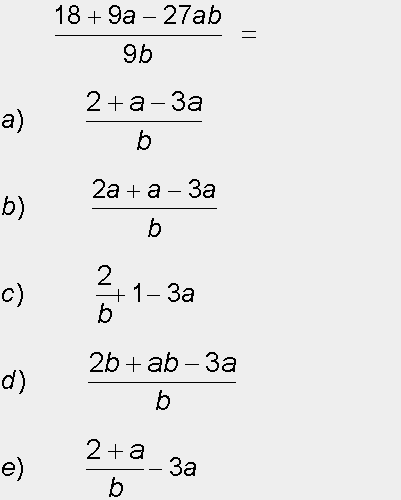 (18 + 9a − 27ab)/(9b) =
a) (2 + a − 3a)/b
b) (2a + a − 3a)/b
c) 2/b + 1 − 3a
d) (2b + ab − 3a)/b
e) (2 + a)/b − 3a